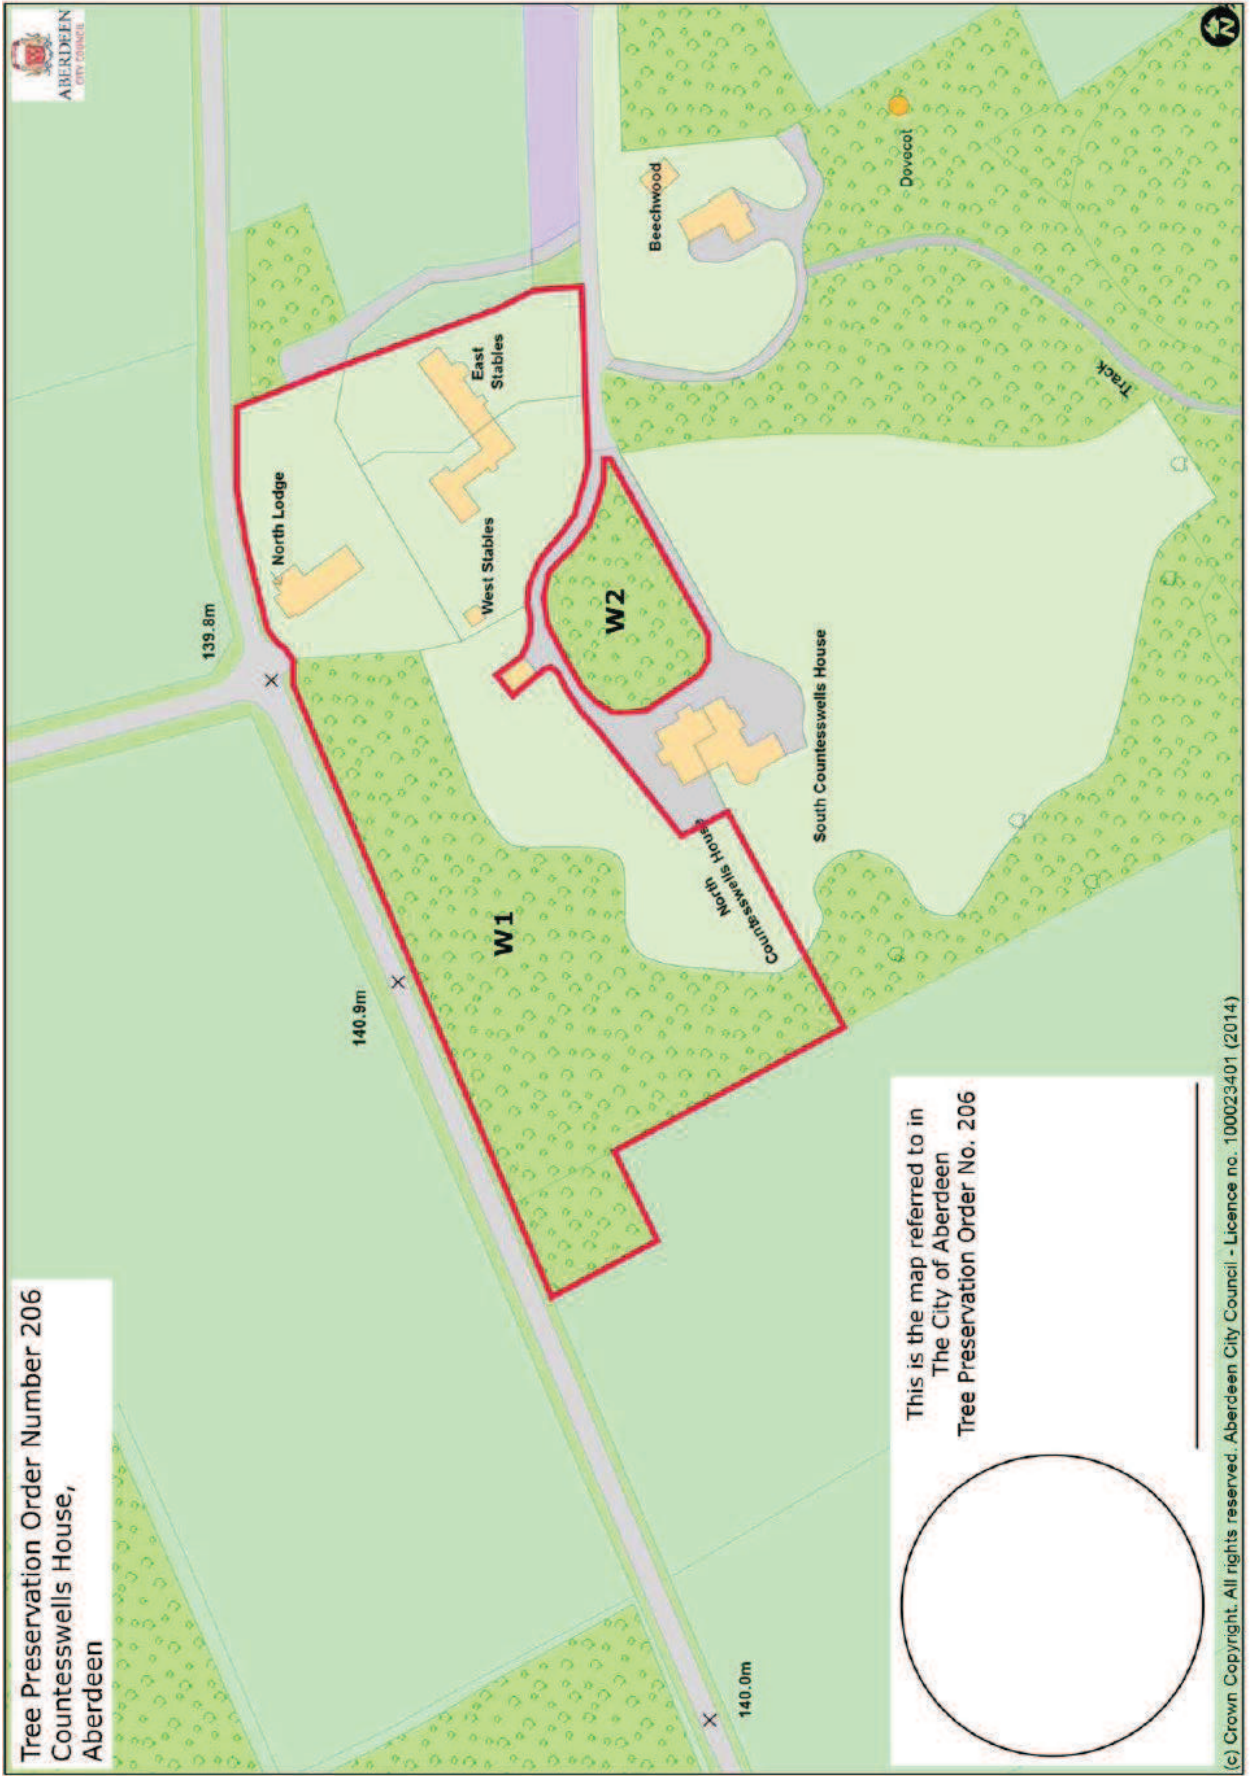 Tree Preservation Order Number 206
Countesswells House,
Aberdeen
ABERDEEN
CITY COUNCIL
N
139.8m
140.9m
140.0m
North Lodge
East
Stables
West Stables
W1
W2
Beechwood
Dovecot
Track
North
Countesswells House
South Countesswells House
This is the map referred to in
The City of Aberdeen
Tree Preservation Order No. 206
(c) Crown Copyright. All rights reserved. Aberdeen City Council - Licence no. 100023401 (2014)